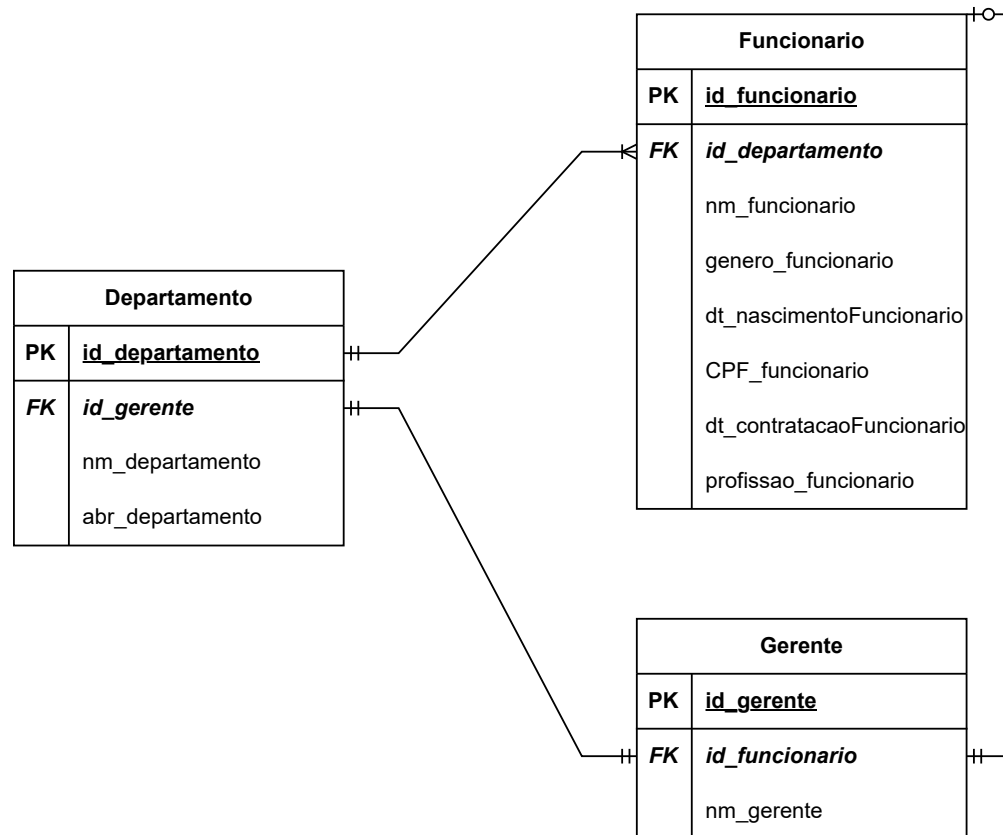 Funcionario
PK id_funcionario
FK id_departamento
nm_funcionario
genero_funcionario
dt_nascimentoFuncionario
CPF_funcionario
dt_contratacaoFuncionario
profissao_funcionario
Departamento
PK id_departamento
FK id_gerente
nm_departamento
abr_departamento
Gerente
PK id_gerente
FK id_funcionario
nm_gerente